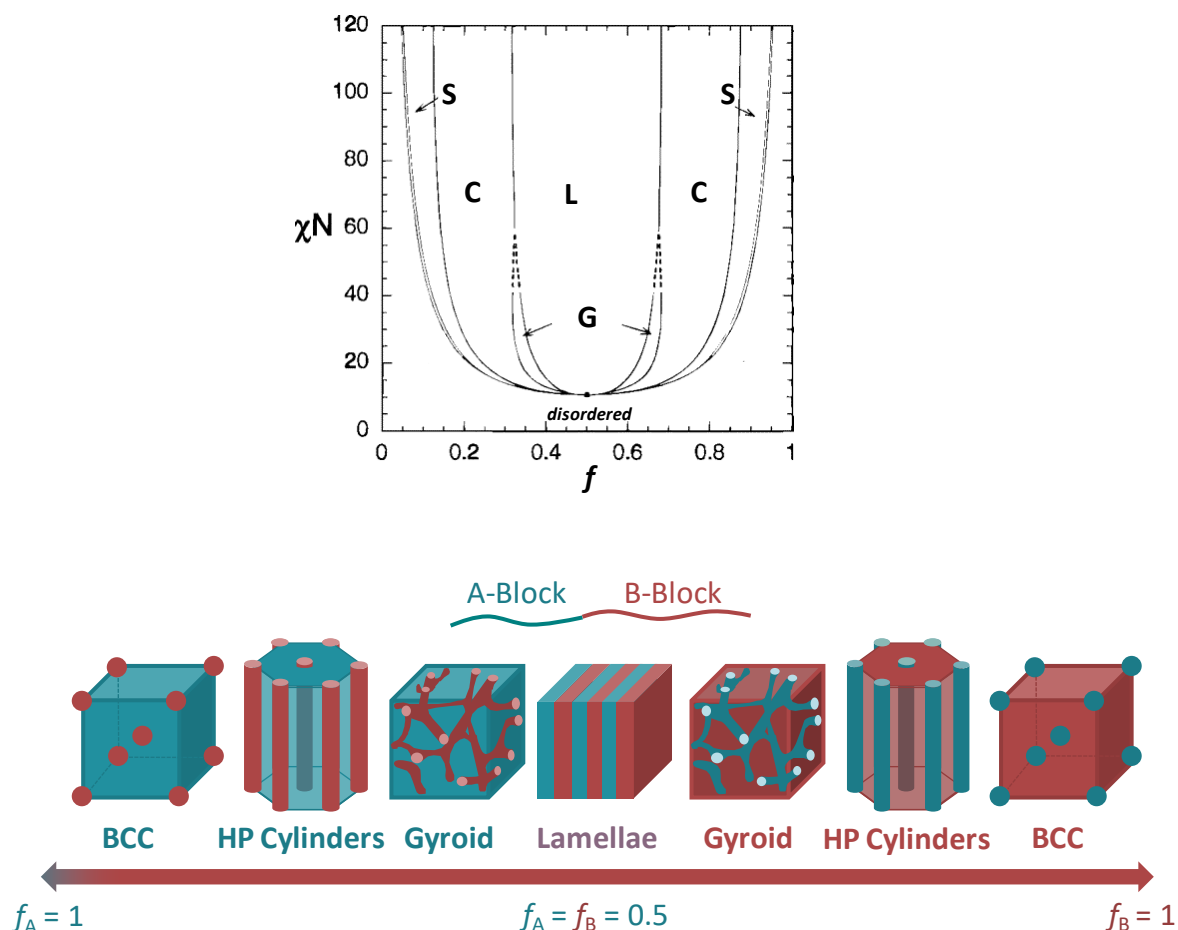 120
100
80
60
40
20
0
χN
S
S
C
L
C
G
disordered
0
0.2
0.4
0.6
0.8
1
f
A-Block
B-Block
BCC
HP Cylinders
Gyroid
Lamellae
Gyroid
HP Cylinders
BCC
fA = 1
fA = fB = 0.5
fB = 1